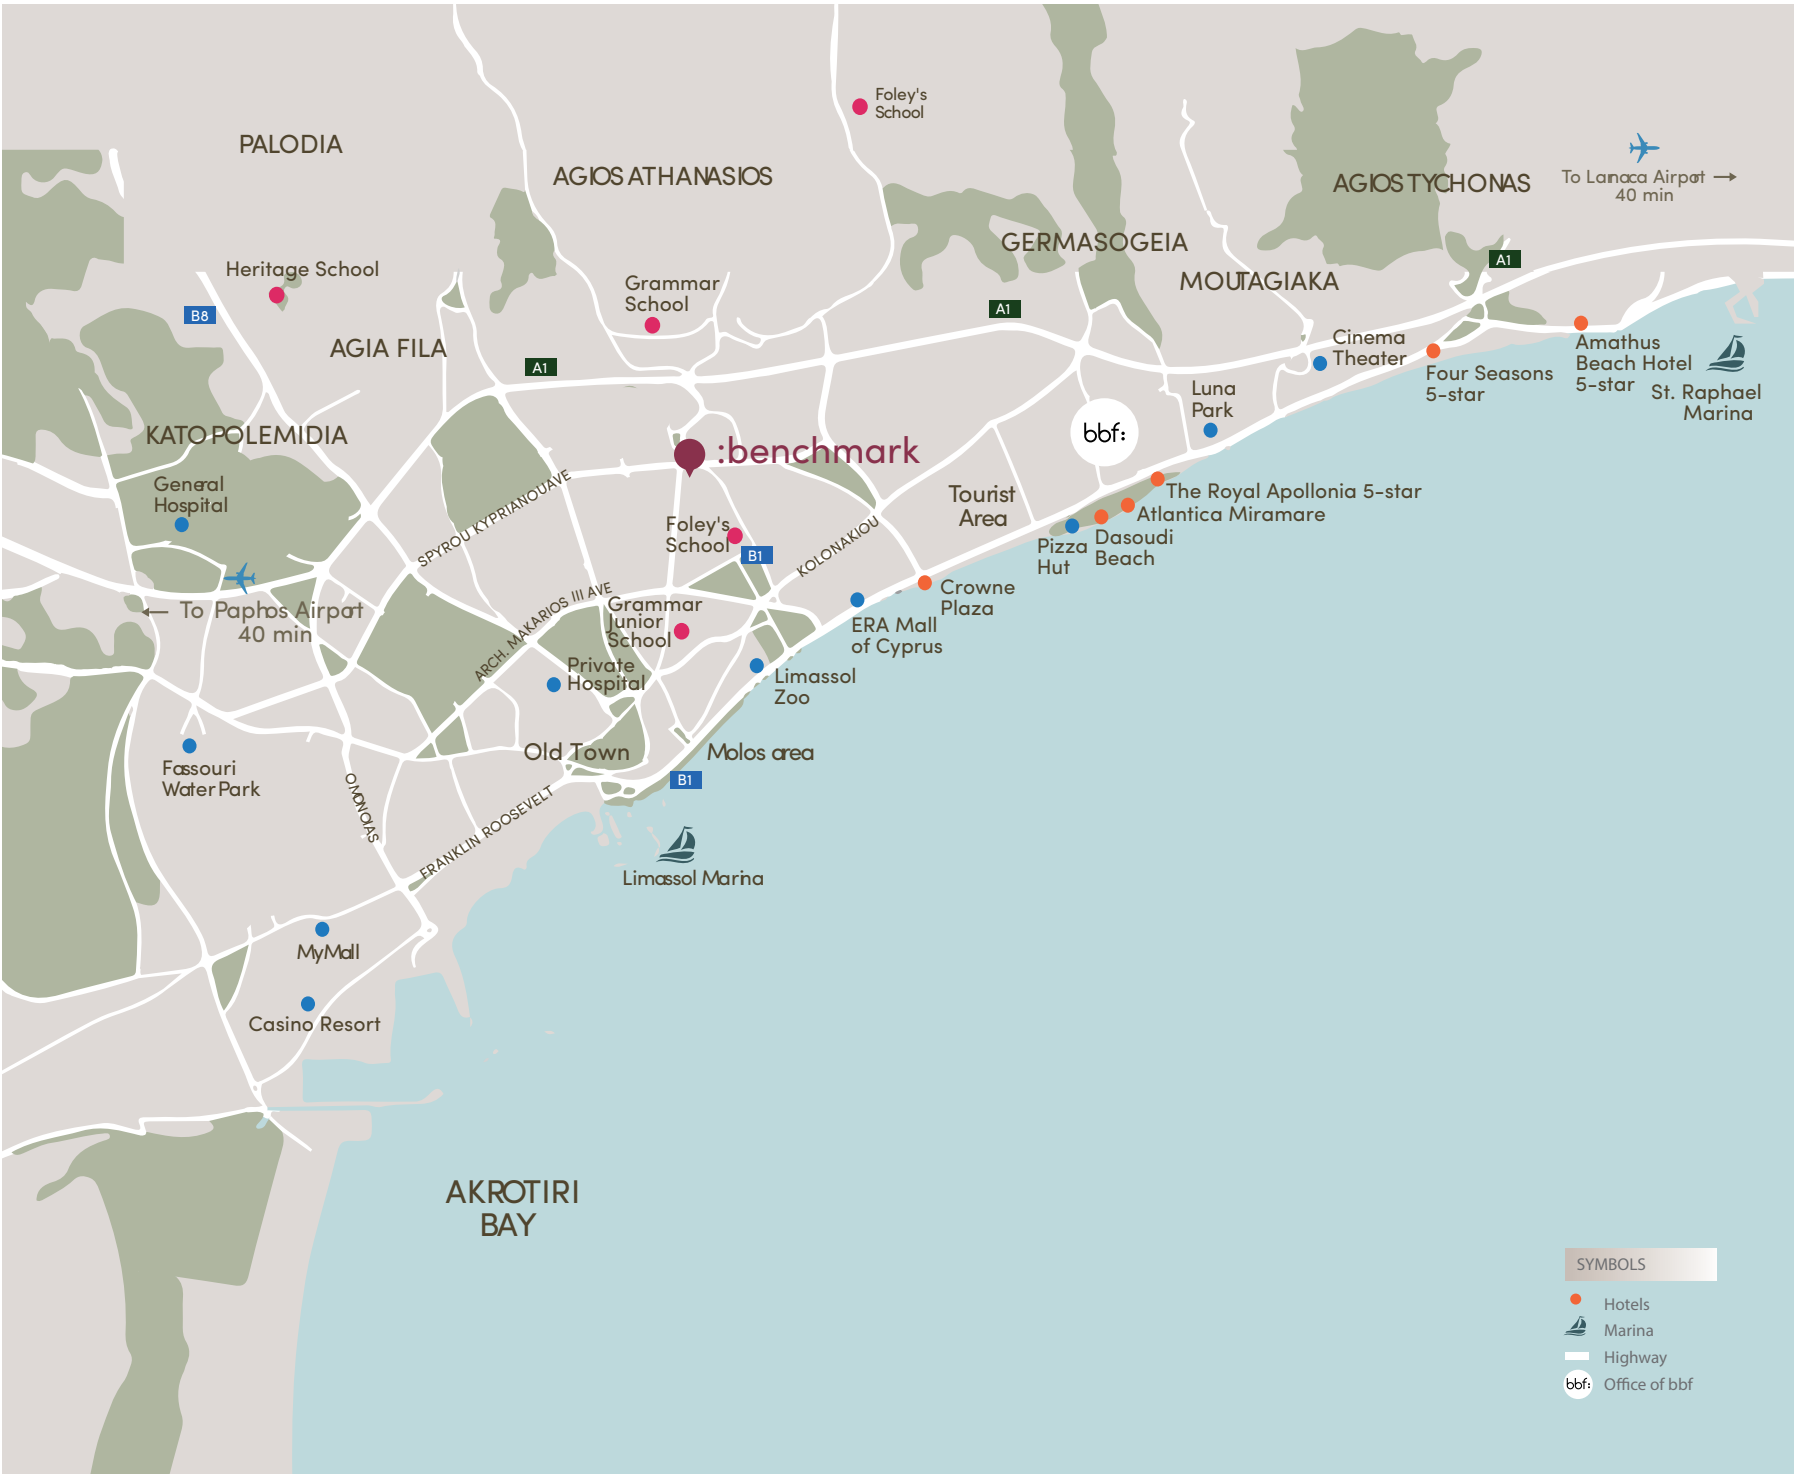 Foley's
School
PALODIA
AGIOS ATHANASIOS
AGIOS TYCHONAS
To Larnaca Airport →
40 min
GERMASOGEIA
A1
Heritage School
MOUTAGIAKA
Grammar
School
B8
A1
AGIA FILA
A1
Cinema
Theater
Amathus
Beach Hotel
5-star
Four Seasons
5-star
St. Raphael
Marina
Luna
Park
KATO POLEMIDIA
bbf:
:benchmark
General
Hospital
SPYROU KYPRIANOU AVE
Tourist
Area
The Royal Apollonia 5-star
Atlantica Miramare
Foley's
School
B1
KOLONAKIOU
Pizza
Hut
Dasoudi
Beach
← To Paphos Airport
40 min
ARCH. MAKARIOS III AVE
Grammar
Junior
School
Crowne
Plaza
ERA Mall
of Cyprus
Private
Hospital
Limassol
Zoo
Old Town
Molos area
B1
Fassouri
Water Park
OMONOIAS
FRANKLIN ROOSEVELT
Limassol Marina
My Mall
Casino Resort
AKROTIRI
BAY
SYMBOLS
Hotels
Marina
Highway
bbf: Office of bbf